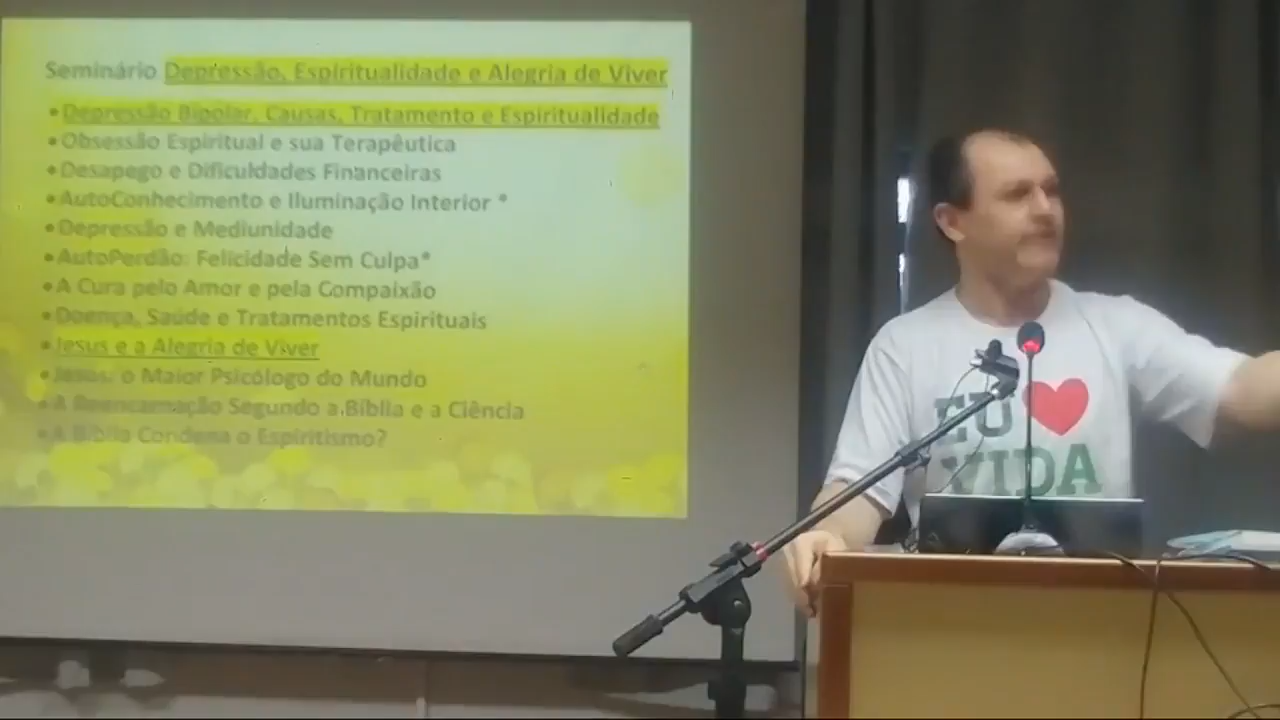 Seminário Depressão, Espiritualidade e Alegria de Viver
• Depressão Bipolar, Causas, Tratamento e Espiritualidade
• Obsessão Espiritual e sua Terapêutica
• Desapego e Dificuldades Financeiras
• AutoConhecimento e Iluminação Interior *
• Depressão e Mediunidade
• AutoPerdão: Felicidade Sem Culpa*
• A Cura pelo Amor e pela Compaixão
• Doença, Saúde e Tratamentos Espirituais
• Jesus e a Alegria de Viver
• Jesus: o Maior Psicólogo do Mundo
• A Reencarnação Segundo a Bíblia e a Ciência
• A Bíblia Condena o Espiritismo?
EU
VIDA